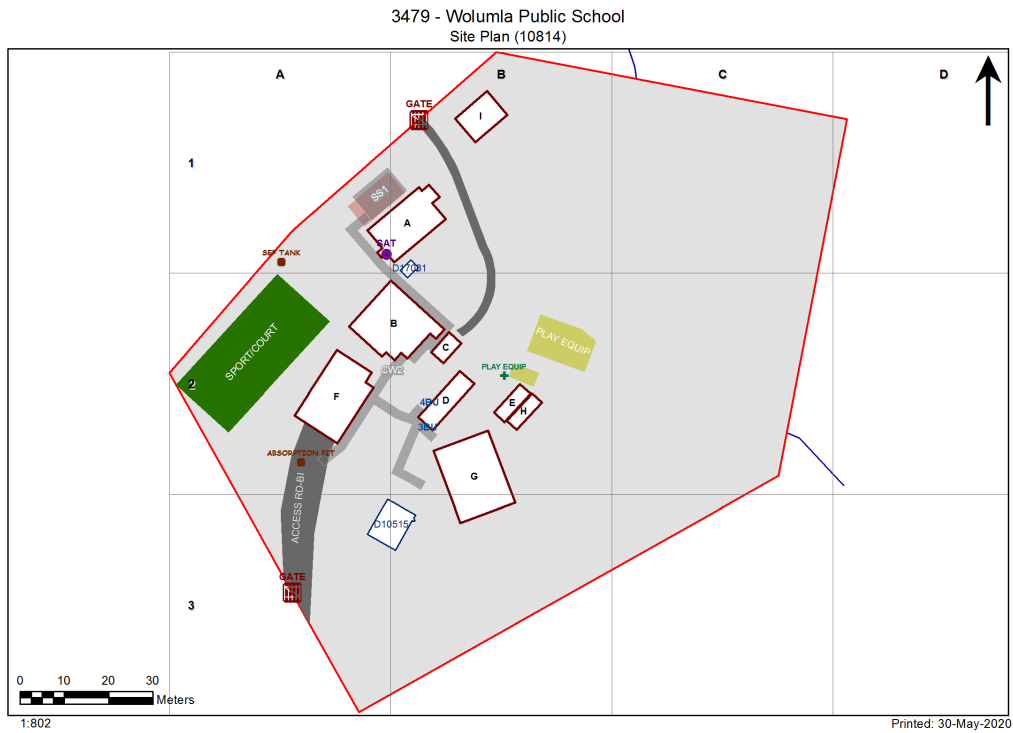 3479 - Wolumla Public School
Site Plan (10814)
A
B
C
D
GATE
I
1
SS1
A
SAT
SEP TANK
D17081
B
C
PLAY EQUIP
SPORT/COURT
PLAY EQUIP
CW2
2
F
4BU
D
E
H
3BU
ABSORPTION PIT
G
ACCESS RD-BI
D10515
GATE
3
0 10 20 30
Meters
1:802
Printed: 30-May-2020